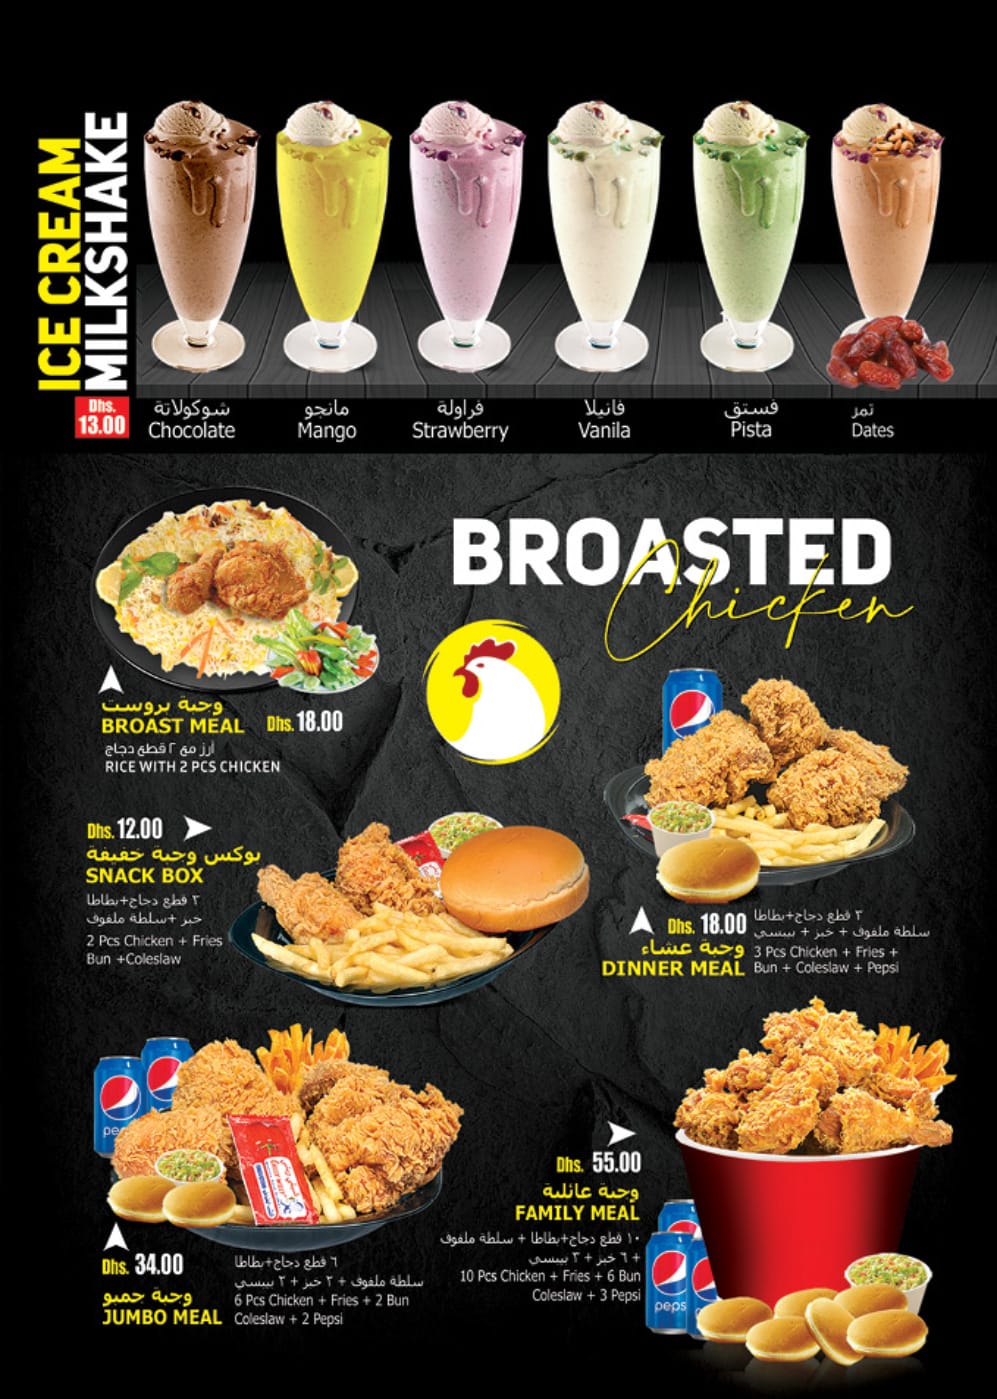 ICE CREAM
MILKSHAKE
Dhs.
13.00
شوكولاتة
Chocolate
مانجو
Mango
فراولة
Strawberry
فانيلا
Vanila
فستق
Pista
تمر
Dates
BROASTED
Chicken
وجبة بروست
BROAST MEAL
Dhs. 18.00
أرز مع ٢ قطع دجاج
RICE WITH 2 PCS CHICKEN
Dhs. 12.00
بوكس وجبة خفيفة
SNACK BOX
٢ قطع دجاج+بطاطا
خبز +سلطة ملفوف
2 Pcs Chicken + Fries
Bun +Coleslaw
Dhs. 18.00
وجبة عشاء
DINNER MEAL
٣ قطع دجاج+بطاطا
سلطة ملفوف + خبز + بيبسي
3 Pcs Chicken + Fries +
Bun + Coleslaw + Pepsi
pe
Dhs. 34.00
وجبة جمبو
JUMBO MEAL
٦ قطع دجاج+بطاطا
سلطة ملفوف + ٢ خبز + ٢ بيبسي
6 Pcs Chicken + Fries + 2 Bun
Coleslaw + 2 Pepsi
Dhs. 55.00
وجبة عائلية
FAMILY MEAL
١٠ قطع دجاج+بطاطا + سلطة ملفوف
+ ٦ خبز + ٣ بيبسي
10 Pcs Chicken + Fries + 6 Bun
Coleslaw + 3 Pepsi
peps